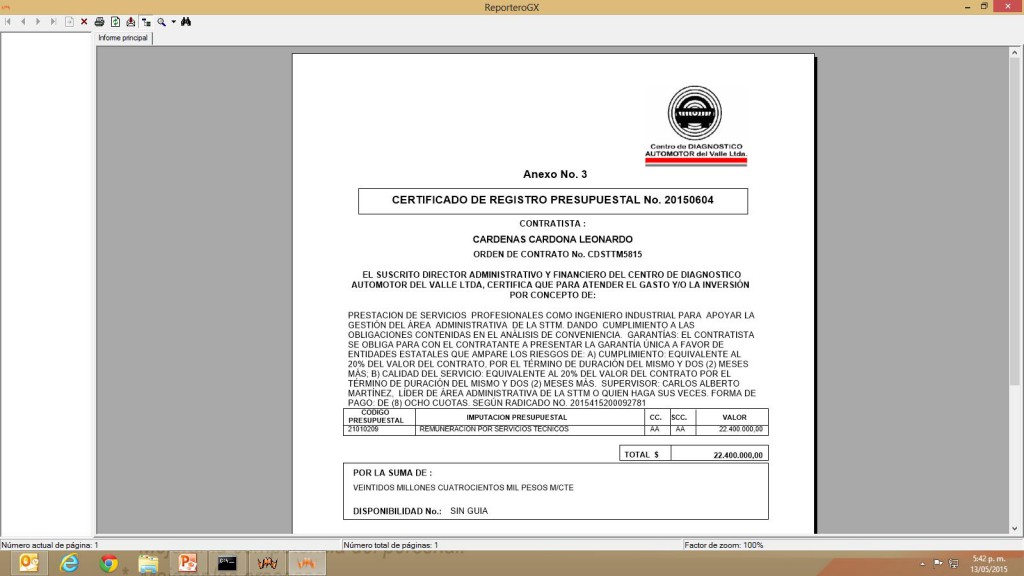 ReporteroGX
Informe principal
Centro de DIAGNOSTICO
AUTOMOTOR del Valle Ltda.
Anexo No. 3
CERTIFICADO DE REGISTRO PRESUPUESTAL No. 20150604
CONTRATISTA :
CARDENAS CARDONA LEONARDO
ORDEN DE CONTRATO No. CDSTTM5815
EL SUSCRITO DIRECTOR ADMINISTRATIVO Y FINANCIERO DEL CENTRO DE DIAGNOSTICO
AUTOMOTOR DEL VALLE LTDA, CERTIFICA QUE PARA ATENDER EL GASTO Y/O LA INVERSIÓN
POR CONCEPTO DE:
PRESTACION DE SERVICIOS PROFESIONALES COMO INGENIERO INDUSTRIAL PARA APOYAR LA
GESTIÓN DEL ÁREA ADMINISTRATIVA DE LA STTM. DANDO CUMPLIMIENTO A LAS
OBLIGACIONES CONTENIDAS EN EL ANÁLISIS DE CONVENIENCIA. GARANTÍAS: EL CONTRATISTA
SE OBLIGA PARA CON EL CONTRATANTE A PRESENTAR LA GARANTÍA ÚNICA A FAVOR DE
ENTIDADES ESTATALES QUE AMPARE LOS RIESGOS DE: A) CUMPLIMIENTO: EQUIVALENTE AL
20% DEL VALOR DEL CONTRATO, POR EL TÉRMINO DE DURACIÓN DEL MISMO Y DOS (2) MESES
MÁS; B) CALIDAD DEL SERVICIO: EQUIVALENTE AL 20% DEL VALOR DEL CONTRATO POR EL
TÉRMINO DE DURACIÓN DEL MISMO Y DOS (2) MESES MÁS. SUPERVISOR: CARLOS ALBERTO
MARTÍNEZ, LÍDER DE ÁREA ADMINISTRATIVA DE LA STTM O QUIEN HAGA SUS VECES. FORMA DE
PAGO: DE (8) OCHO CUOTAS. SEGÚN RADICADO NO. 2015415200092781
CODIGO PRESUPUESTAL IMPUTACION PRESUPUESTAL CC. SCC. VALOR
21010209 REMUNERACION POR SERVICIOS TECNICOS AA AA 22.400.000,00
TOTAL $ 22.400.000,00
POR LA SUMA DE :
VEINTIDOS MILLONES CUATROCIENTOS MIL PESOS M/CTE
DISPONIBILIDAD No.: SIN GUIA
Número actual de página: 1 Número total de páginas: 1 Factor de zoom: 100%
5:42 p. m.
13/05/2015